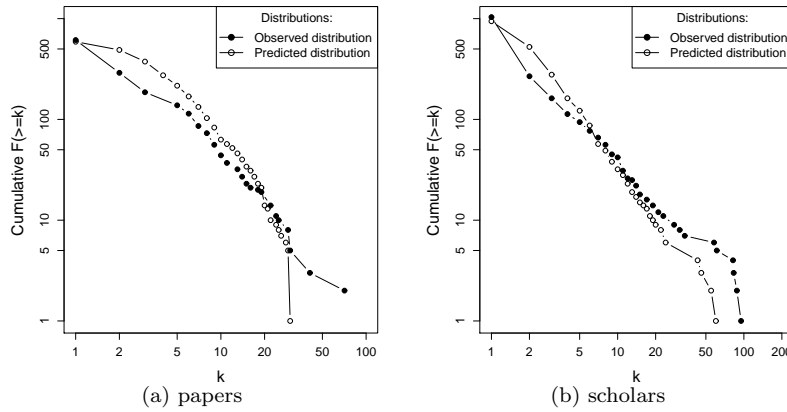 Distributions:
Observed distribution
Predicted distribution
Cumulative F(>=k)
500
100
50
10
5
1
1
2
5
10
20
50
100
k
(a) papers
Distributions:
Observed distribution
Predicted distribution
Cumulative F(>=k)
500
100
50
10
5
1
1
2
5
10
20
50
100
200
k
(b) scholars